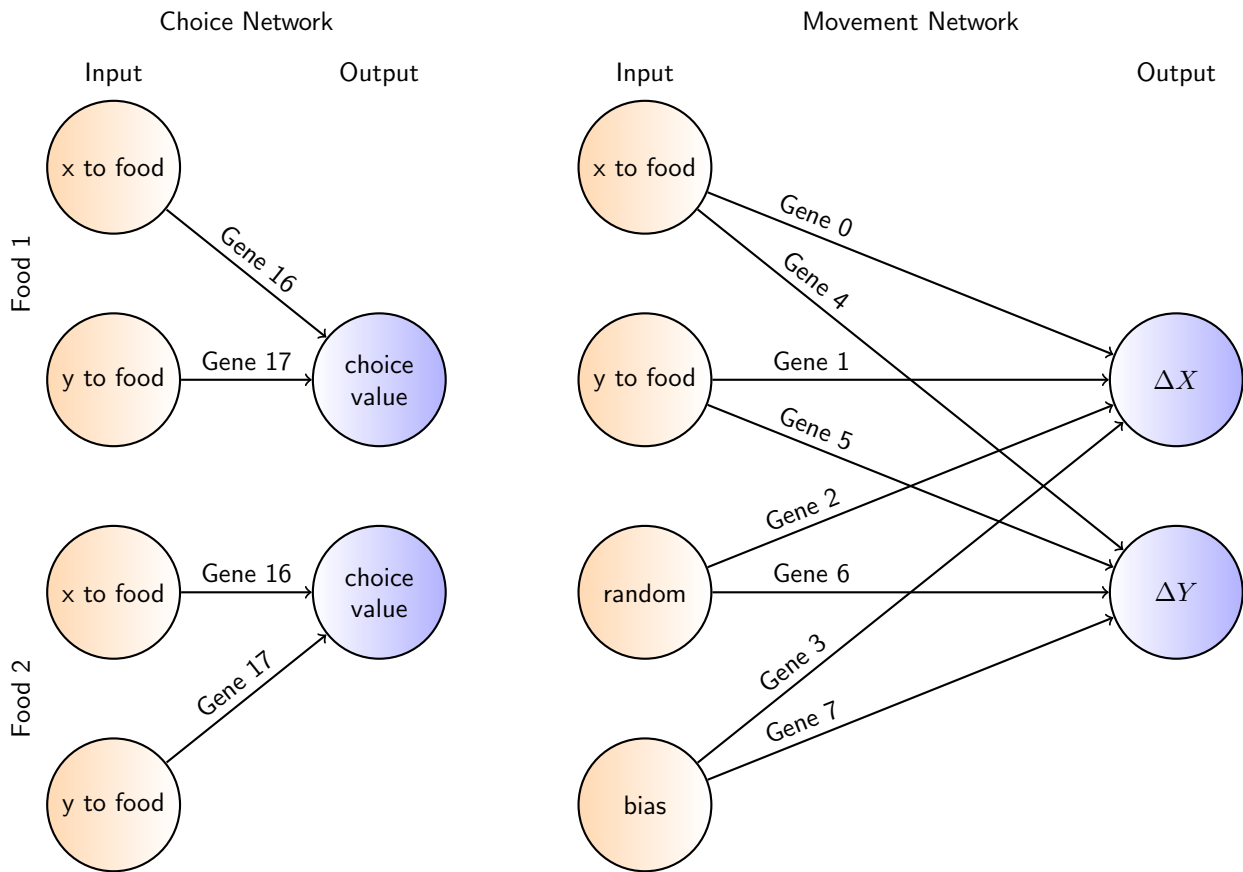 Choice Network
Input
Output
Food 1
x to food
Gene 16
y to food
Gene 17
choice
value
Food 2
x to food
Gene 16
choice
value
Gene 17
y to food
Movement Network
Input
Output
x to food
Gene 0
Gene 4
y to food
Gene 1
ΔX
Gene 5
Gene 2
random
Gene 6
ΔY
Gene 3
Gene 7
bias